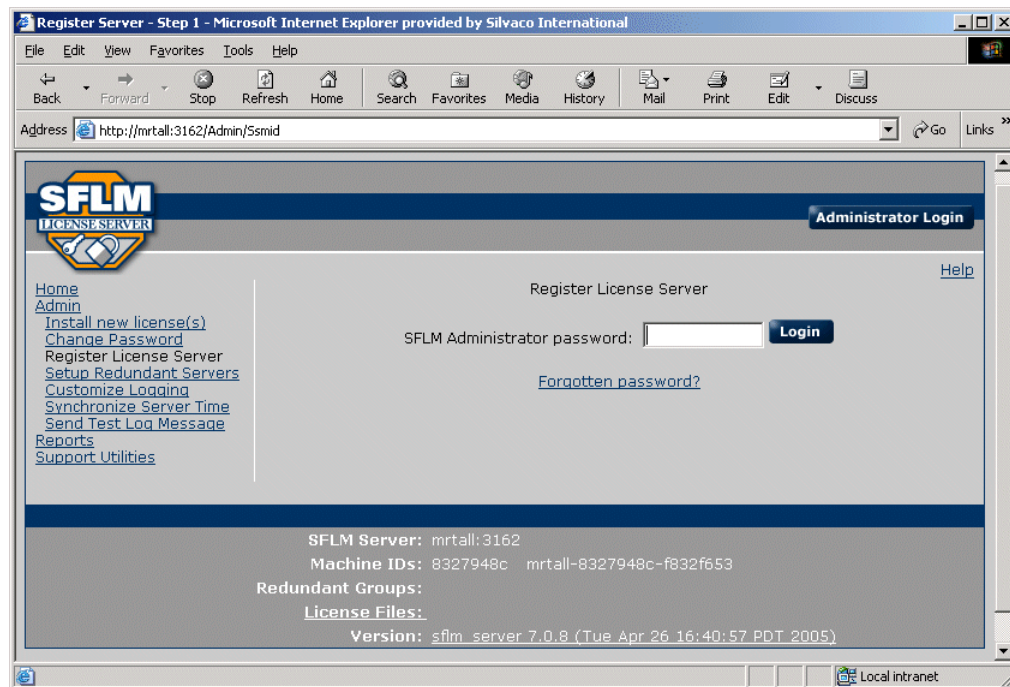 Register Server - Step 1 - Microsoft Internet Explorer provided by Silvaco International
File Edit View Favorites Tools Help
Back Forward Stop Refresh Home Search Favorites Media History Mail Print Edit Discuss
Address http://mrtall:3162/Admin/Ssmid Go Links »
SFLM
LICENSE SERVER
Administrator Login
Help
Home
Admin
Install new license(s)
Change Password
Register License Server
Setup Redundant Servers
Customize Logging
Synchronize Server Time
Send Test Log Message
Reports
Support Utilities
Register License Server
SFLM Administrator password: Login
Forgotten password?
SFLM Server: mrtall:3162
Machine IDs: 8327948c mrtall-8327948c-f832f653
Redundant Groups:
License Files:
Version: sflm_server 7.0.8 (Tue Apr 26 16:40:57 PDT 2005)
Local intranet